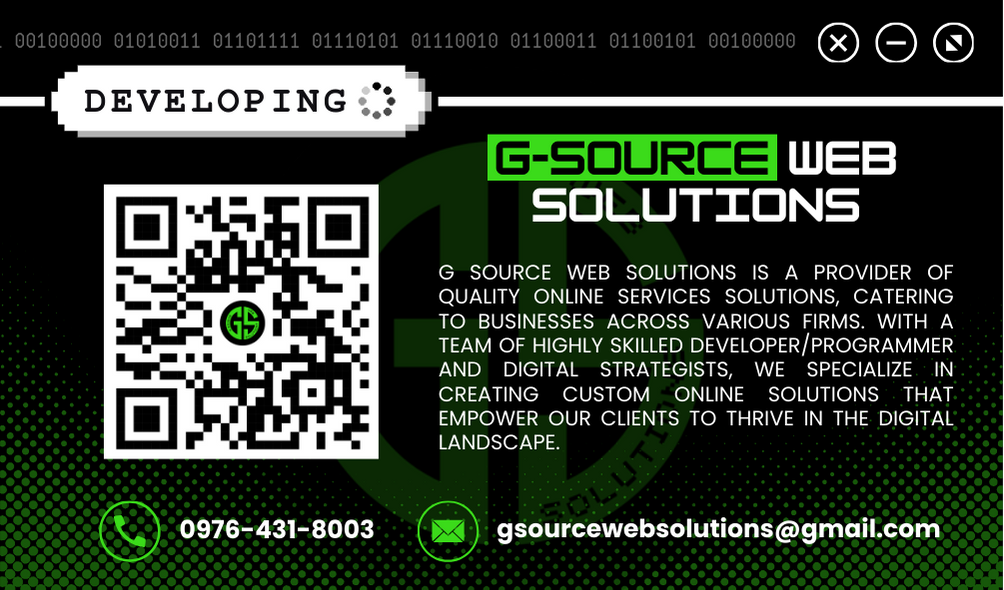 00100000 01010011 01101111 01110101 01110010 01100011 01100101 00100000
DEVELOPING
G-SOURCE WEB
SOLUTIONS
GS
G SOURCE WEB SOLUTIONS IS A PROVIDER OF
QUALITY ONLINE SERVICES SOLUTIONS, CATERING
TO BUSINESSES ACROSS VARIOUS FIRMS. WITH A
TEAM OF HIGHLY SKILLED DEVELOPER/PROGRAMMER
AND DIGITAL STRATEGISTS, WE SPECIALIZE IN
CREATING CUSTOM ONLINE SOLUTIONS THAT
EMPOWER OUR CLIENTS TO THRIVE IN THE DIGITAL
LANDSCAPE.
SOLUTIONS
0976-431-8003
gsourcewebsolutions@gmail.com